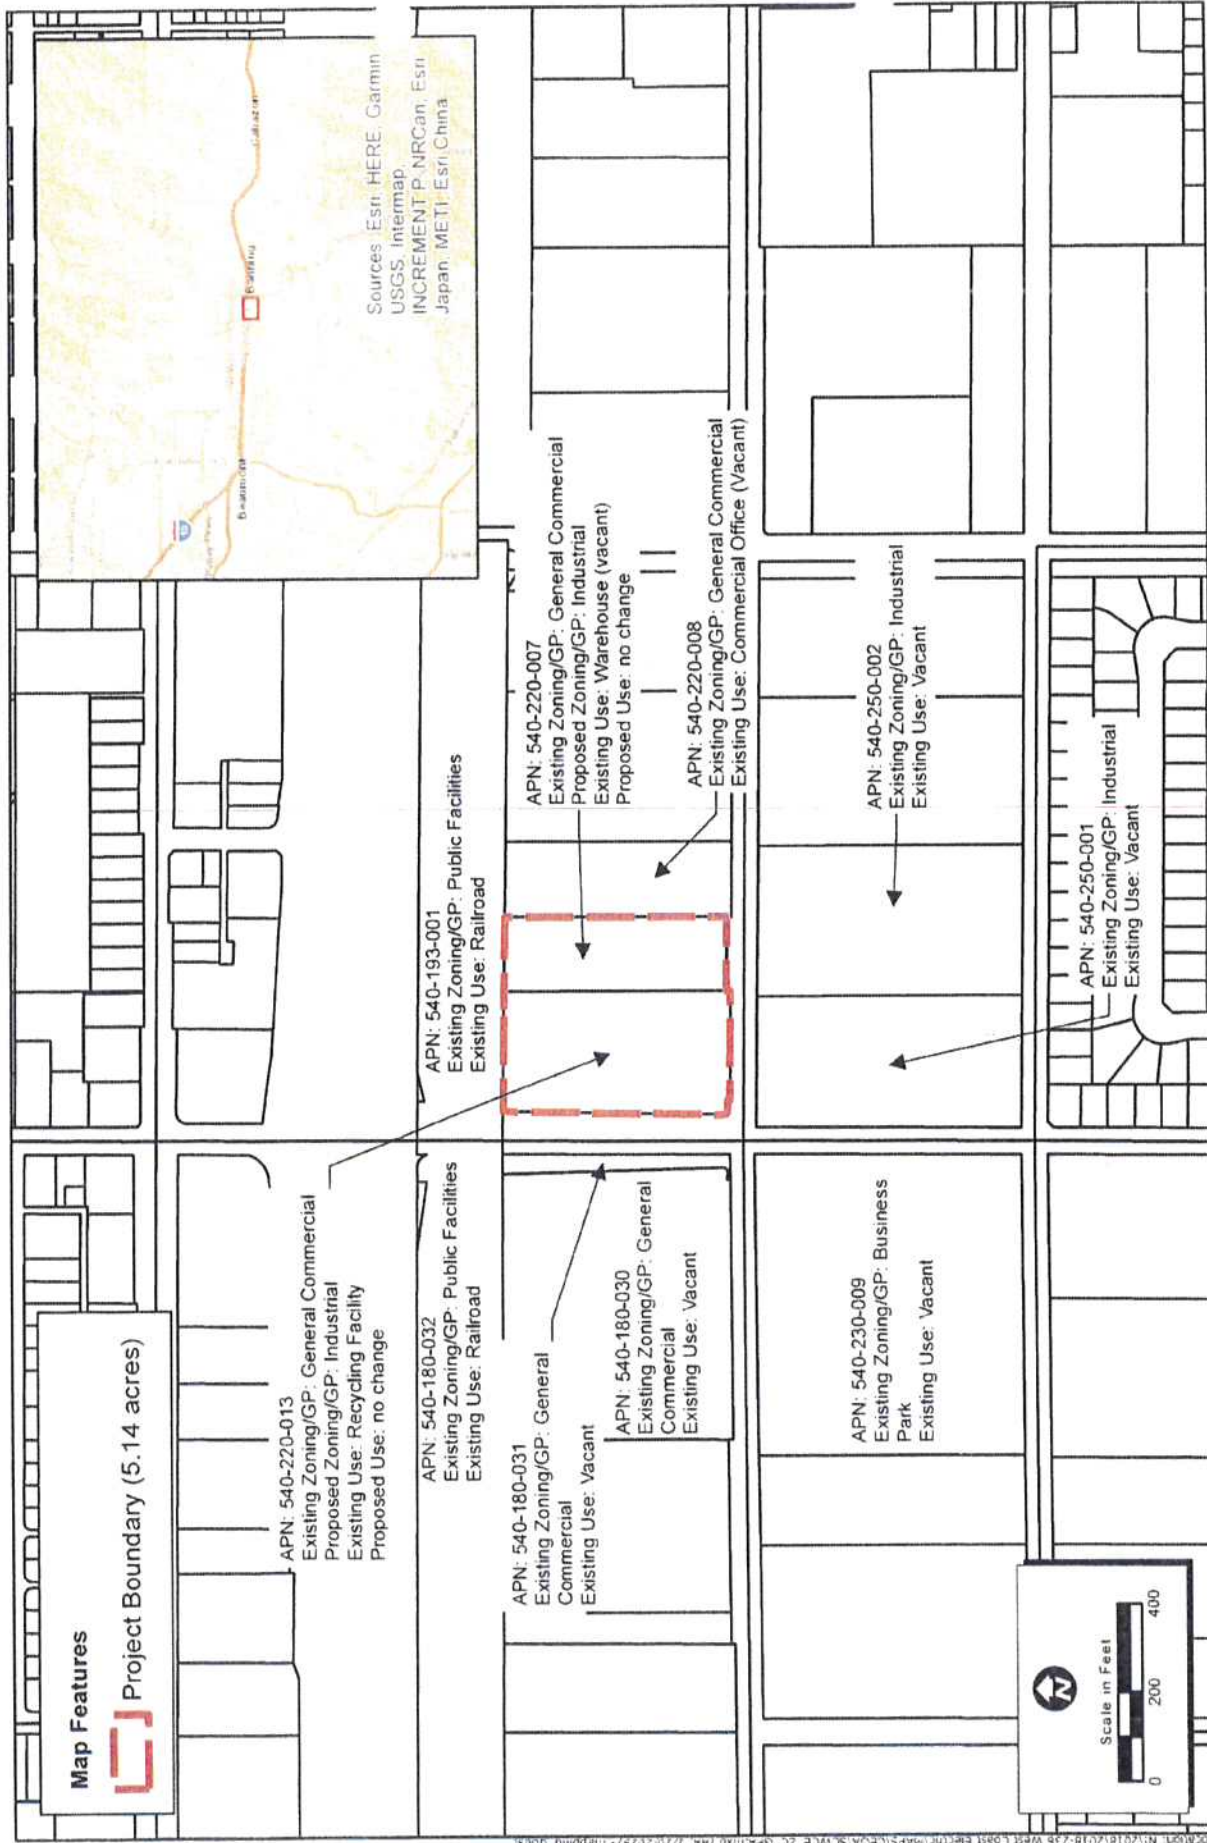 Map Features
Project Boundary (5.14 acres)
APN: 540-220-013
Existing Zoning/GP: General Commercial
Proposed Zoning/GP: Industrial
Existing Use: Recycling Facility
Proposed Use: no change
APN: 540-193-001
Existing Zoning/GP: Public Facilities
Existing Use: Railroad
APN: 540-180-032
Existing Zoning/GP: Public Facilities
Existing Use: Railroad
APN: 540-220-007
Existing Zoning/GP: General Commercial
Proposed Zoning/GP: Industrial
Existing Use: Warehouse (vacant)
Proposed Use: no change
APN: 540-180-031
Existing Zoning/GP: General
Commercial
Existing Use: Vacant
APN: 540-180-030
Existing Zoning/GP: General
Commercial
Existing Use: Vacant
APN: 540-220-008
Existing Zoning/GP: General Commercial
Existing Use: Commercial Office (Vacant)
APN: 540-230-009
Existing Zoning/GP: Business
Park
Existing Use: Vacant
APN: 540-250-002
Existing Zoning/GP: Industrial
Existing Use: Vacant
APN: 540-250-001
Existing Zoning/GP: Industrial
Existing Use: Vacant
Beaumont
Banning
Cabazon
Sources: Esri, HERE, Garmin
USGS, Intermap,
INCREMENT P, NRCan, Esri
Japan, METI, Esri China
N
Scale in Feet
0 200 400